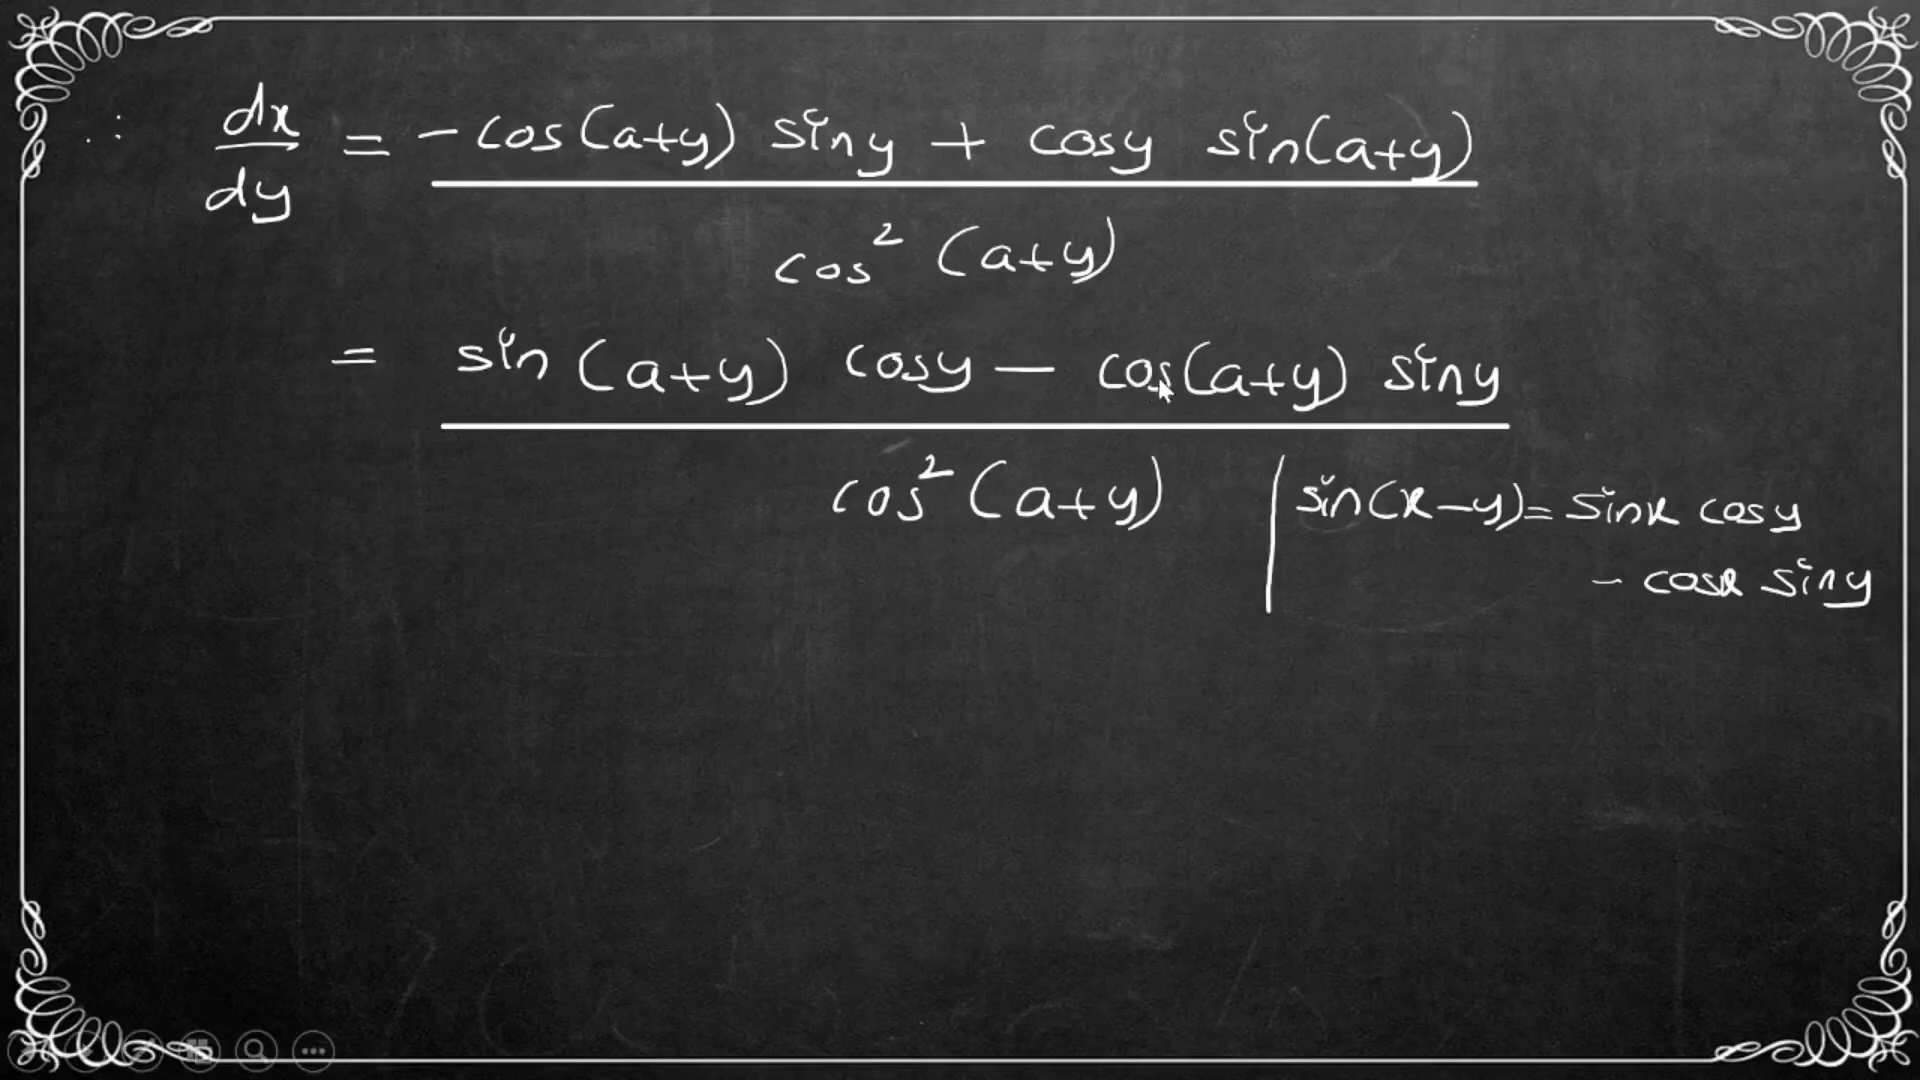 ∴ dx/dy = - cos(a+y) siny + cosy sin(a+y) / cos² (a+y)
= sin (a+y) cosy - cos(a+y) siny / cos² (a+y)
sin(x-y) = sinx cosy
- cosx siny